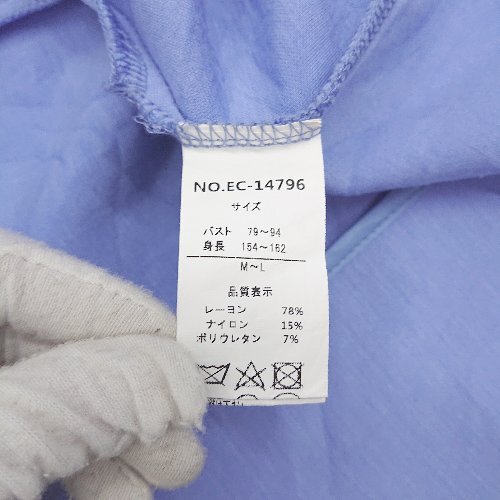 NO.EC-14796
サイズ
バスト 79～94
身長 154～162
M～L
品質表示
レーヨン 78%
ナイロン 15%
ポリウレタン 7%